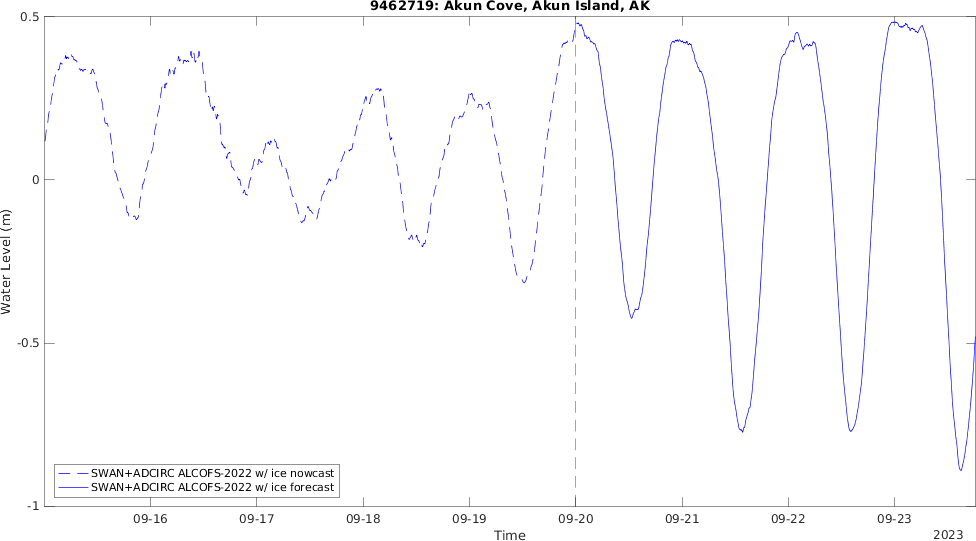 9462719: Akun Cove, Akun Island, AK
0.5
0
-0.5
-1
Water Level (m)
SWAN+ADCIRC ALCOFS-2022 w/ ice nowcast
SWAN+ADCIRC ALCOFS-2022 w/ ice forecast
09-16 09-17 09-18 09-19 09-20 09-21 09-22 09-23
Time
2023